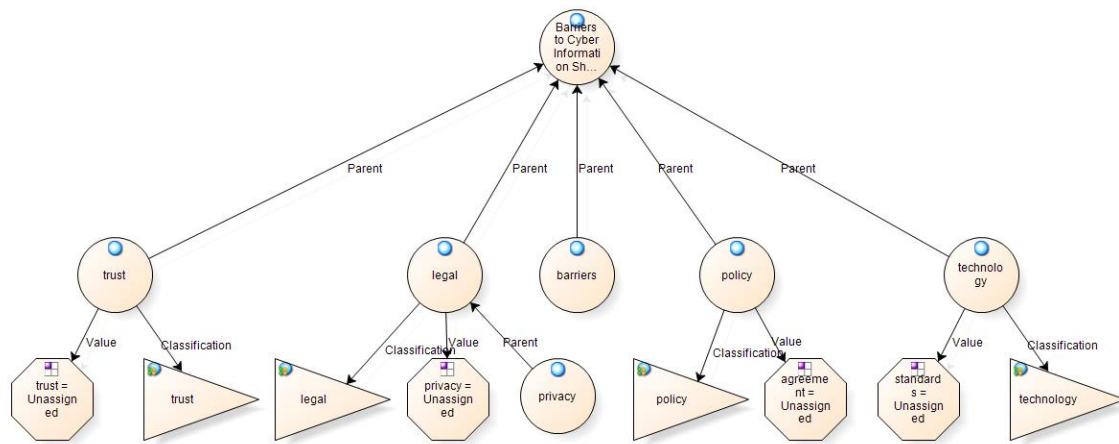 Barriers
to Cyber
Informati
on Sh...
Parent
Parent
Parent
Parent
Parent
trust
legal
barriers
policy
technolo
gy
Value
Classification
Classification
Value
Parent
Classification
Value
Value
Classification
trust =
Unassign
ed
trust
legal
privacy =
Unassign
ed
privacy
policy
agreeme
nt =
Unassign
ed
standard
s =
Unassign
ed
technology